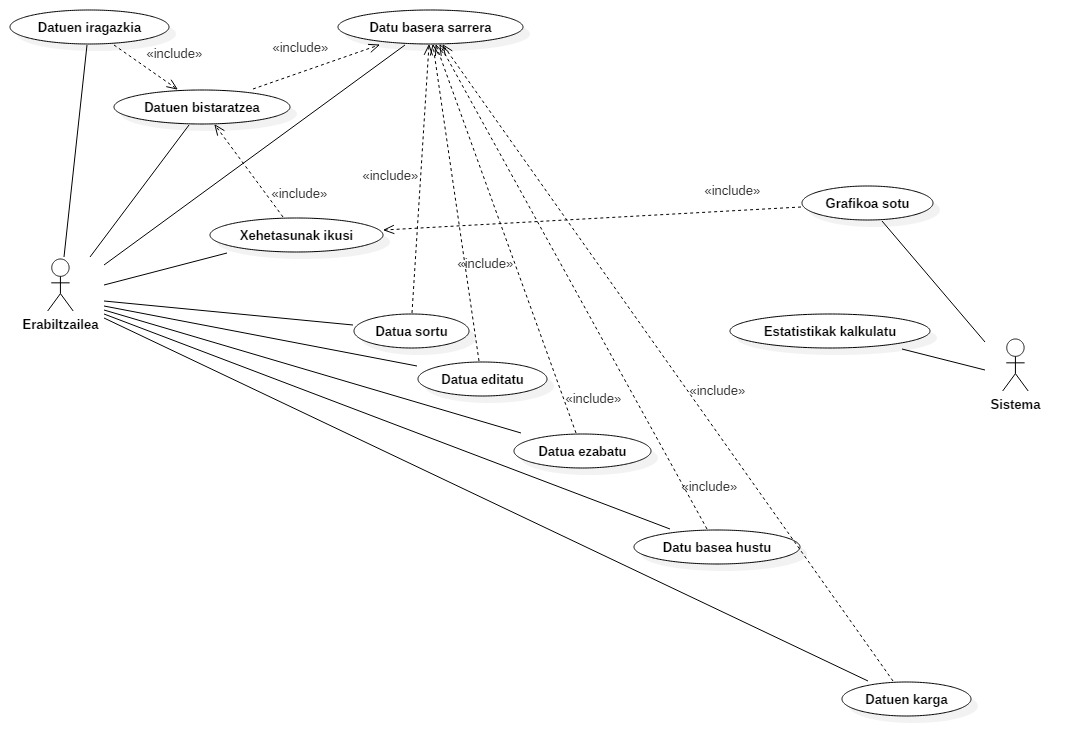 Datuen iragazkia
Datu basera sarrera
«include»
«include»
Datuen bistaratzea
«include»
«include»
«include»
Grafikoa sotu
Xehetasunak ikusi
«include»
Erabiltzailea
Datua sortu
Estatistikak kalkulatu
Datua editatu
«include»
«include»
Sistema
Datua ezabatu
«include»
Datu basea hustu
Datuen karga